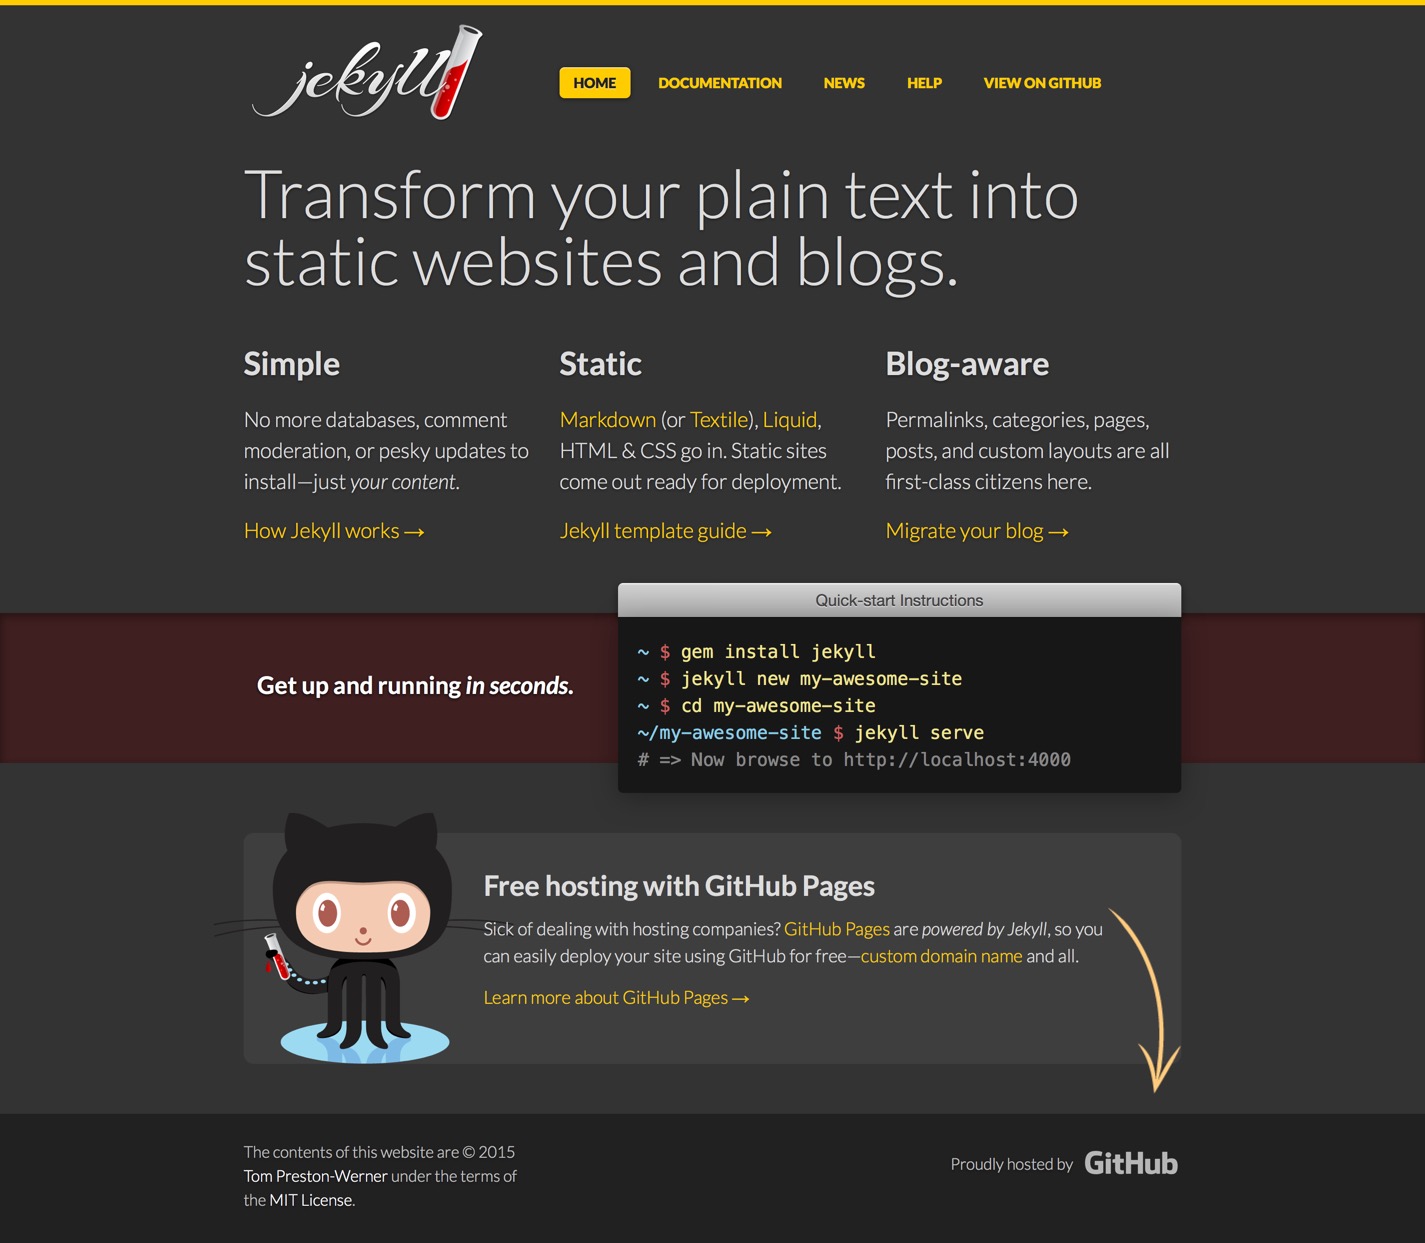 jekyll
HOME DOCUMENTATION NEWS HELP VIEW ON GITHUB
Transform your plain text into
static websites and blogs.
Simple
No more databases, comment
moderation, or pesky updates to
install—just your content.
How Jekyll works →
Static
Markdown (or Textile), Liquid,
HTML & CSS go in. Static sites
come out ready for deployment.
Jekyll template guide →
Blog-aware
Permalinks, categories, pages,
posts, and custom layouts are all
first-class citizens here.
Migrate your blog →
Get up and running in seconds.
Quick-start Instructions
~ $ gem install jekyll
~ $ jekyll new my-awesome-site
~ $ cd my-awesome-site
~/my-awesome-site $ jekyll serve
# => Now browse to http://localhost:4000
Free hosting with GitHub Pages
Sick of dealing with hosting companies? GitHub Pages are powered by Jekyll, so you
can easily deploy your site using GitHub for free—custom domain name and all.
Learn more about GitHub Pages →
The contents of this website are © 2015
Tom Preston-Werner under the terms of
the MIT License.
Proudly hosted by GitHub